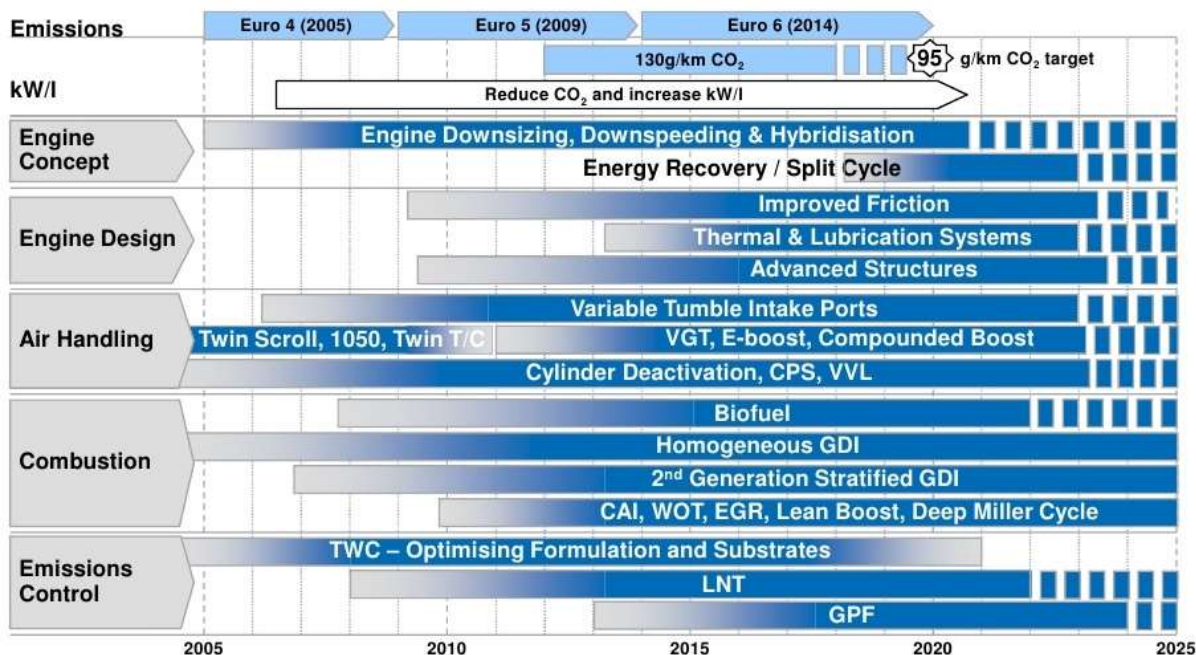 Emissions
Euro 4 (2005)
Euro 5 (2009)
Euro 6 (2014)
130g/km CO₂
95 g/km CO₂ target
kW/l
Reduce CO₂ and increase kW/l
Engine
Concept
Engine Downsizing, Downspeeding & Hybridisation
Energy Recovery / Split Cycle
Engine Design
Improved Friction
Thermal & Lubrication Systems
Advanced Structures
Air Handling
Variable Tumble Intake Ports
Twin Scroll, 1050, Twin T/C
VGT, E-boost, Compounded Boost
Cylinder Deactivation, CPS, VVL
Combustion
Biofuel
Homogeneous GDI
2nd Generation Stratified GDI
CAI, WOT, EGR, Lean Boost, Deep Miller Cycle
Emissions
Control
TWC – Optimising Formulation and Substrates
LNT
GPF
2005
2010
2015
2020
2025